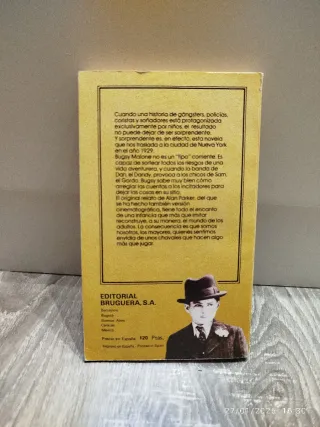 Cuando una historia de gángsters, policías,
coristas y soñadores está protagonizada
exclusivamente por niños, el resultado
no puede dejar de ser sorprendente.
Y sorprendente es, en efecto, esta novela
que nos traslada a la ciudad de Nueva York
en el año 1929.
Bugsy Malone no es un "tipo" corriente. Es
capaz de sortear todos los riesgos de una
vida aventurera, y cuando la banda de
Dan, el Dandy, provoca a los chicos de Sam,
el Gordo, Bugsy sabe muy bien cómo
arreglar las cuentas a los incitadores para
dejar las cosas en su sitio.
El original relato de Alan Parker, del que
se ha hecho también versión
cinematográfica, tiene todo el encanto
de una infancia que más que imitar
reconstruye, a su manera, el mundo de los
adultos. La consecuencia es que somos
nosotros, los mayores, quienes sentimos
envidia de unos chavales que hacen algo
más que jugar.
EDITORIAL
BRUGUERA, S.A.
Barcelona
Bogotá
Buenos Aires
Caracas
México
Precio en España: 120 Ptas.
Impreso en España - Printed in Spain